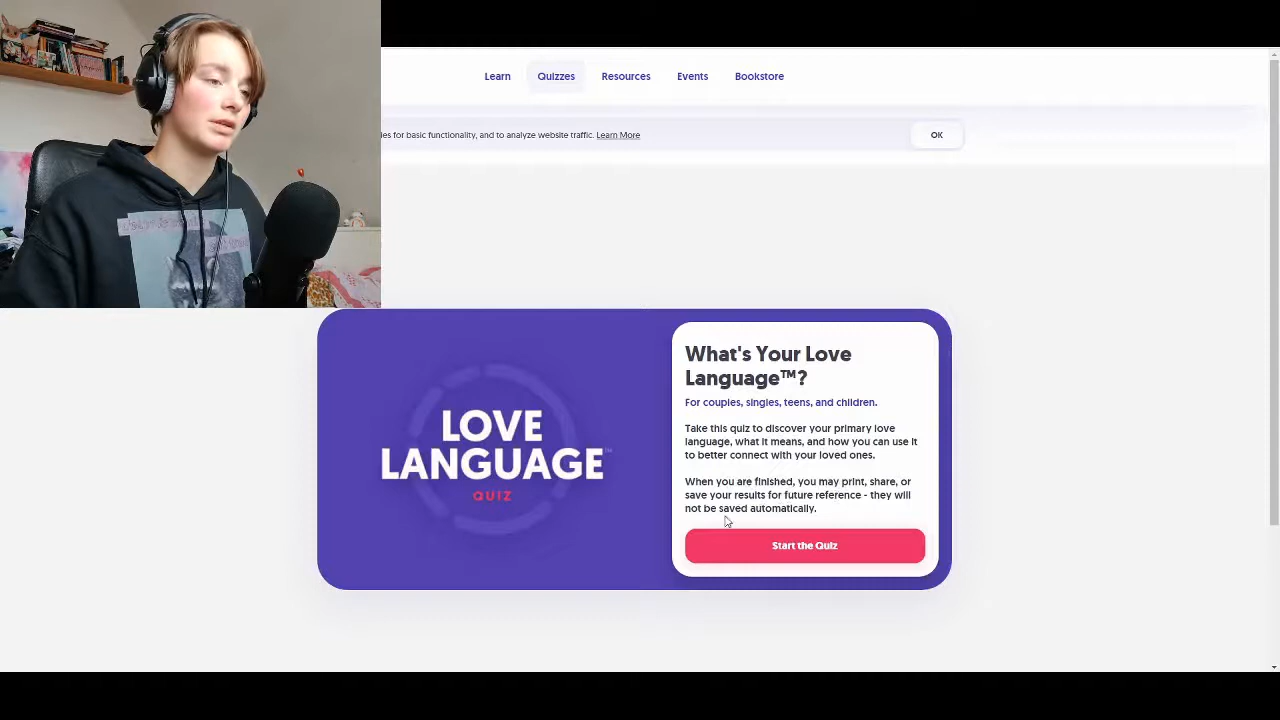 Learn Quizzes Resources Events Bookstore
for basic functionality, and to analyze website traffic. Learn More OK
What's Your Love
Language™?
For couples, singles, teens, and children.
Take this quiz to discover your primary love
language, what it means, and how you can use it
to better connect with your loved ones.
When you are finished, you may print, share, or
save your results for future reference - they will
not be saved automatically.
Start the Quiz
LOVE
LANGUAGE™
QUIZ